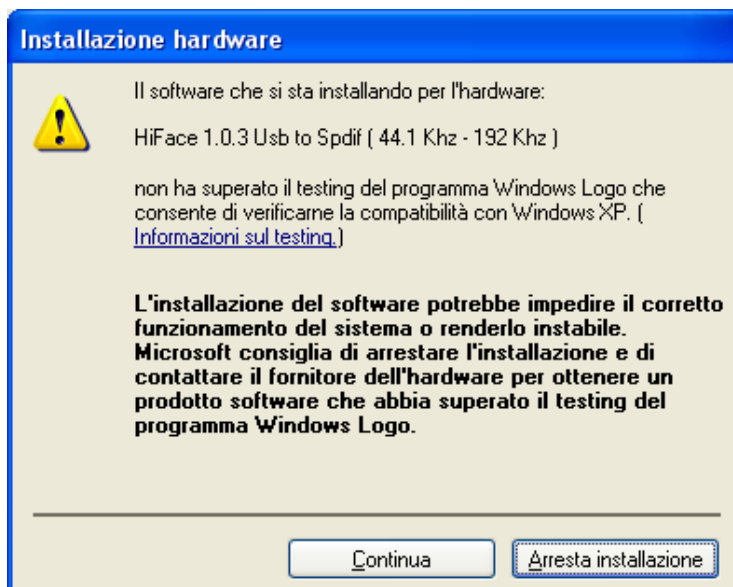 Installazione hardware
Il software che si sta installando per l'hardware:
HiFace 1.0.3 Usb to Spdif ( 44.1 Khz - 192 Khz )
non ha superato il testing del programma Windows Logo che
consente di verificarne la compatibilità con Windows XP. (
Informazioni sul testing.)
L'installazione del software potrebbe impedire il corretto
funzionamento del sistema o renderlo instabile.
Microsoft consiglia di arrestare l'installazione e di
contattare il fornitore dell'hardware per ottenere un
prodotto software che abbia superato il testing del
programma Windows Logo.
Continua
Arresta installazione